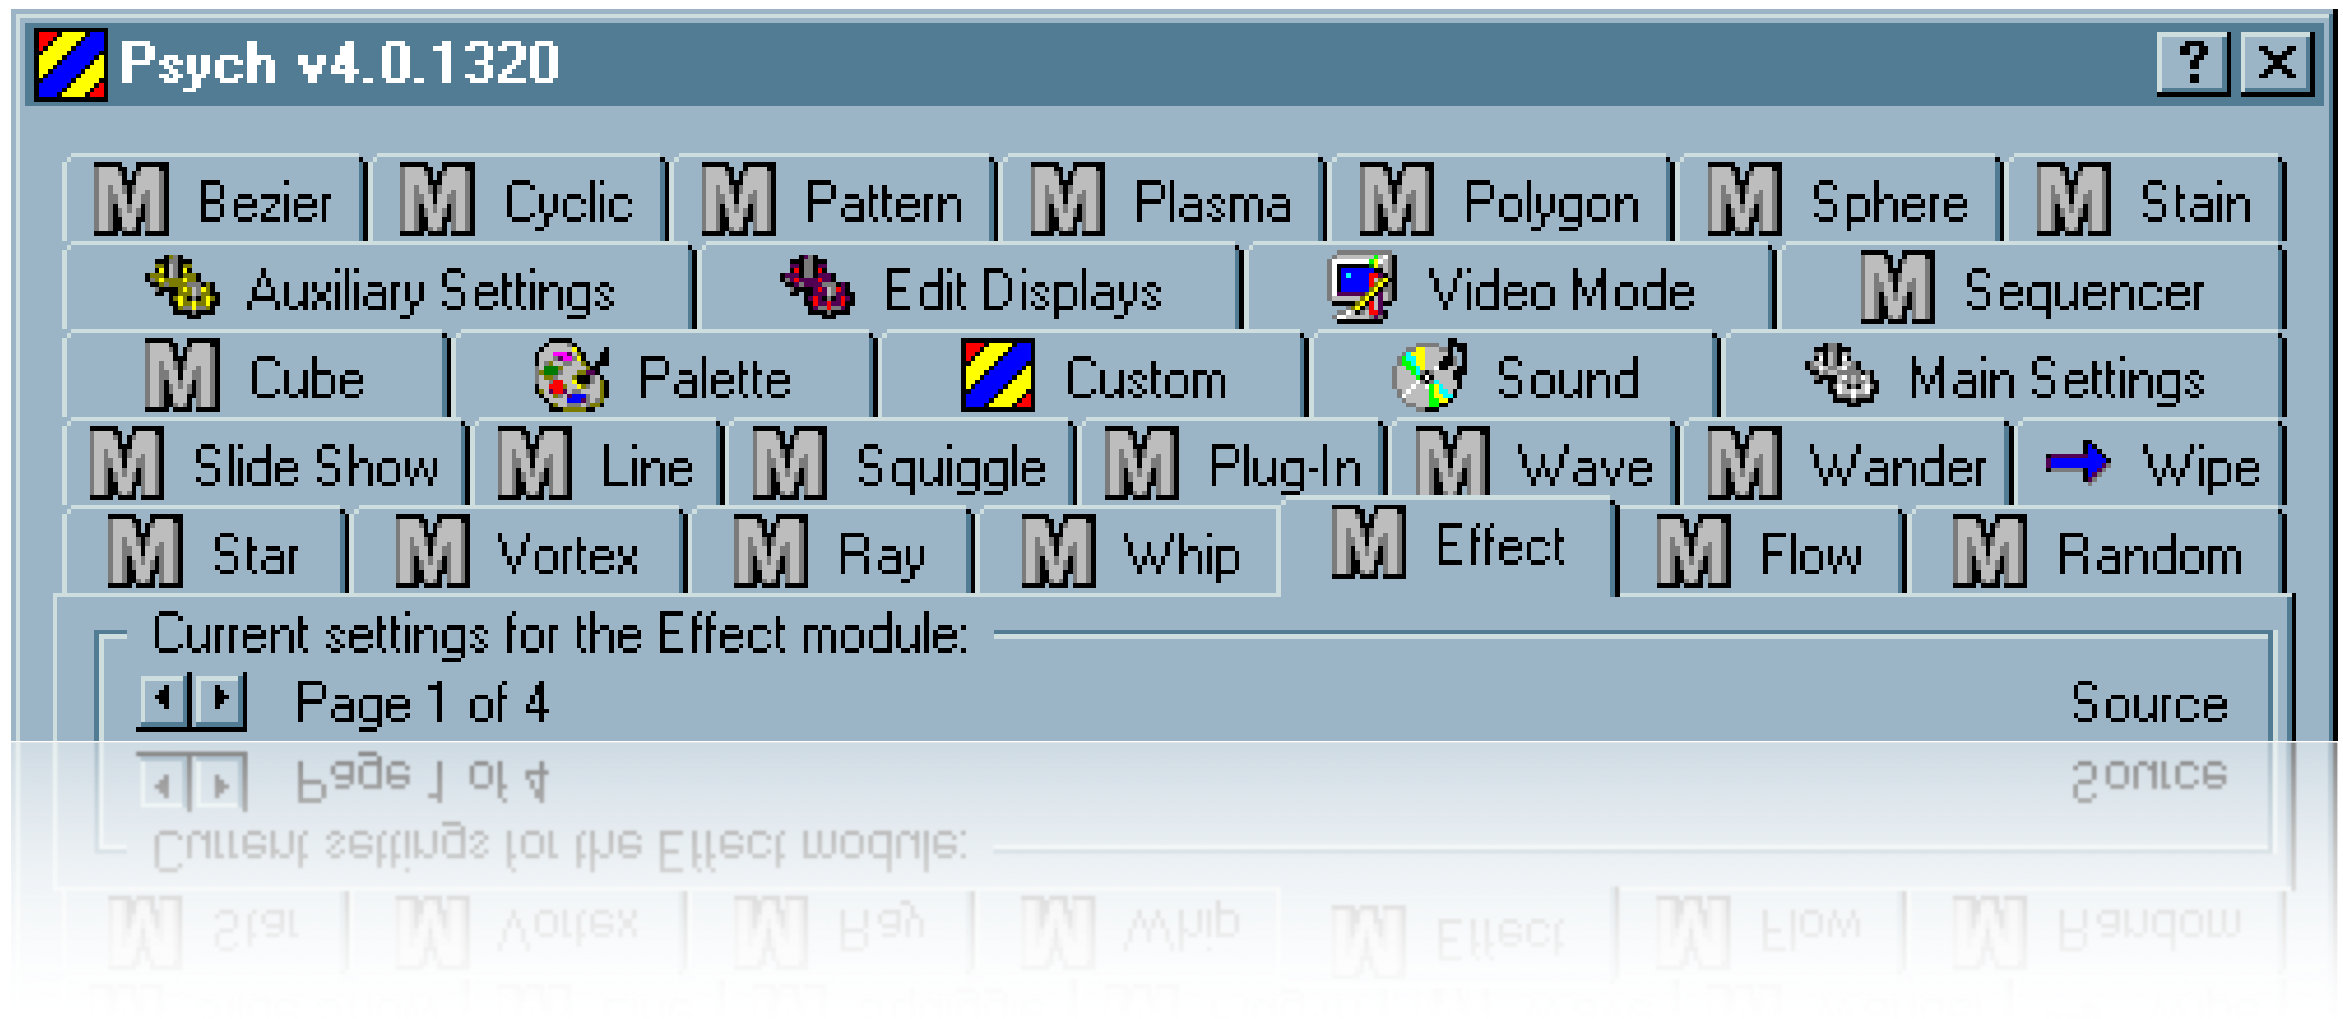 Psych v4.0.1320
Bezier Cyclic Pattern Plasma Polygon Sphere Stain
Auxiliary Settings Edit Displays Video Mode Sequencer
Cube Palette Custom Sound Main Settings
Slide Show Line Squiggle Plug-In Wave Wander Wipe
Star Vortex Ray Whip Effect Flow Random
Current settings for the Effect module:
Page 1 of 4 Source